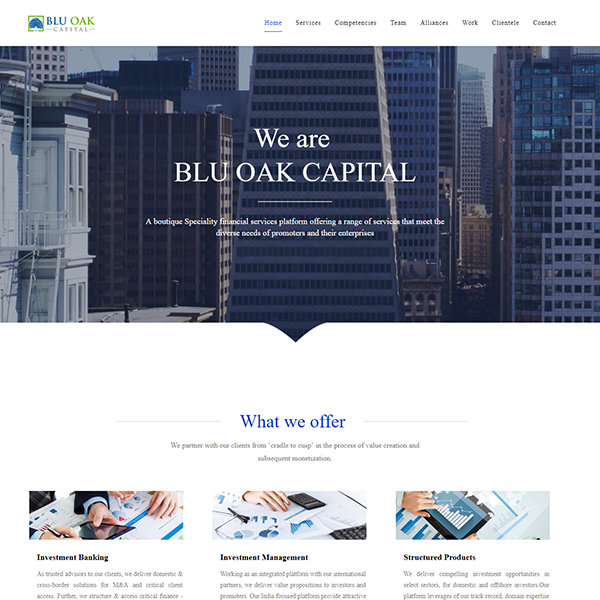 BLU OAK
CAPITAL
Home Services Competencies Team Alliances Work Clientele Contact
We are
BLU OAK CAPITAL
A boutique Speciality financial services platform offering a range of services that meet the
diverse needs of promoters and their enterprises
What we offer
We partner with our clients from `cradle to cusp` in the process of value creation and
subsequent monetization.
Investment Banking
As trusted advisors to our clients, we deliver domestic &
cross-border solutions for M&A and critical client
access. Further, we structure & access critical finance -
Investment Management
Working as an integrated platform with our international
partners, we deliver value propositions to investors and
promoters. Our India focused platform provide attractive
Structured Products
We deliver compelling investment opportunities in
select sectors, for domestic and offshore investors.Our
platform leverages of our track record, domain expertise